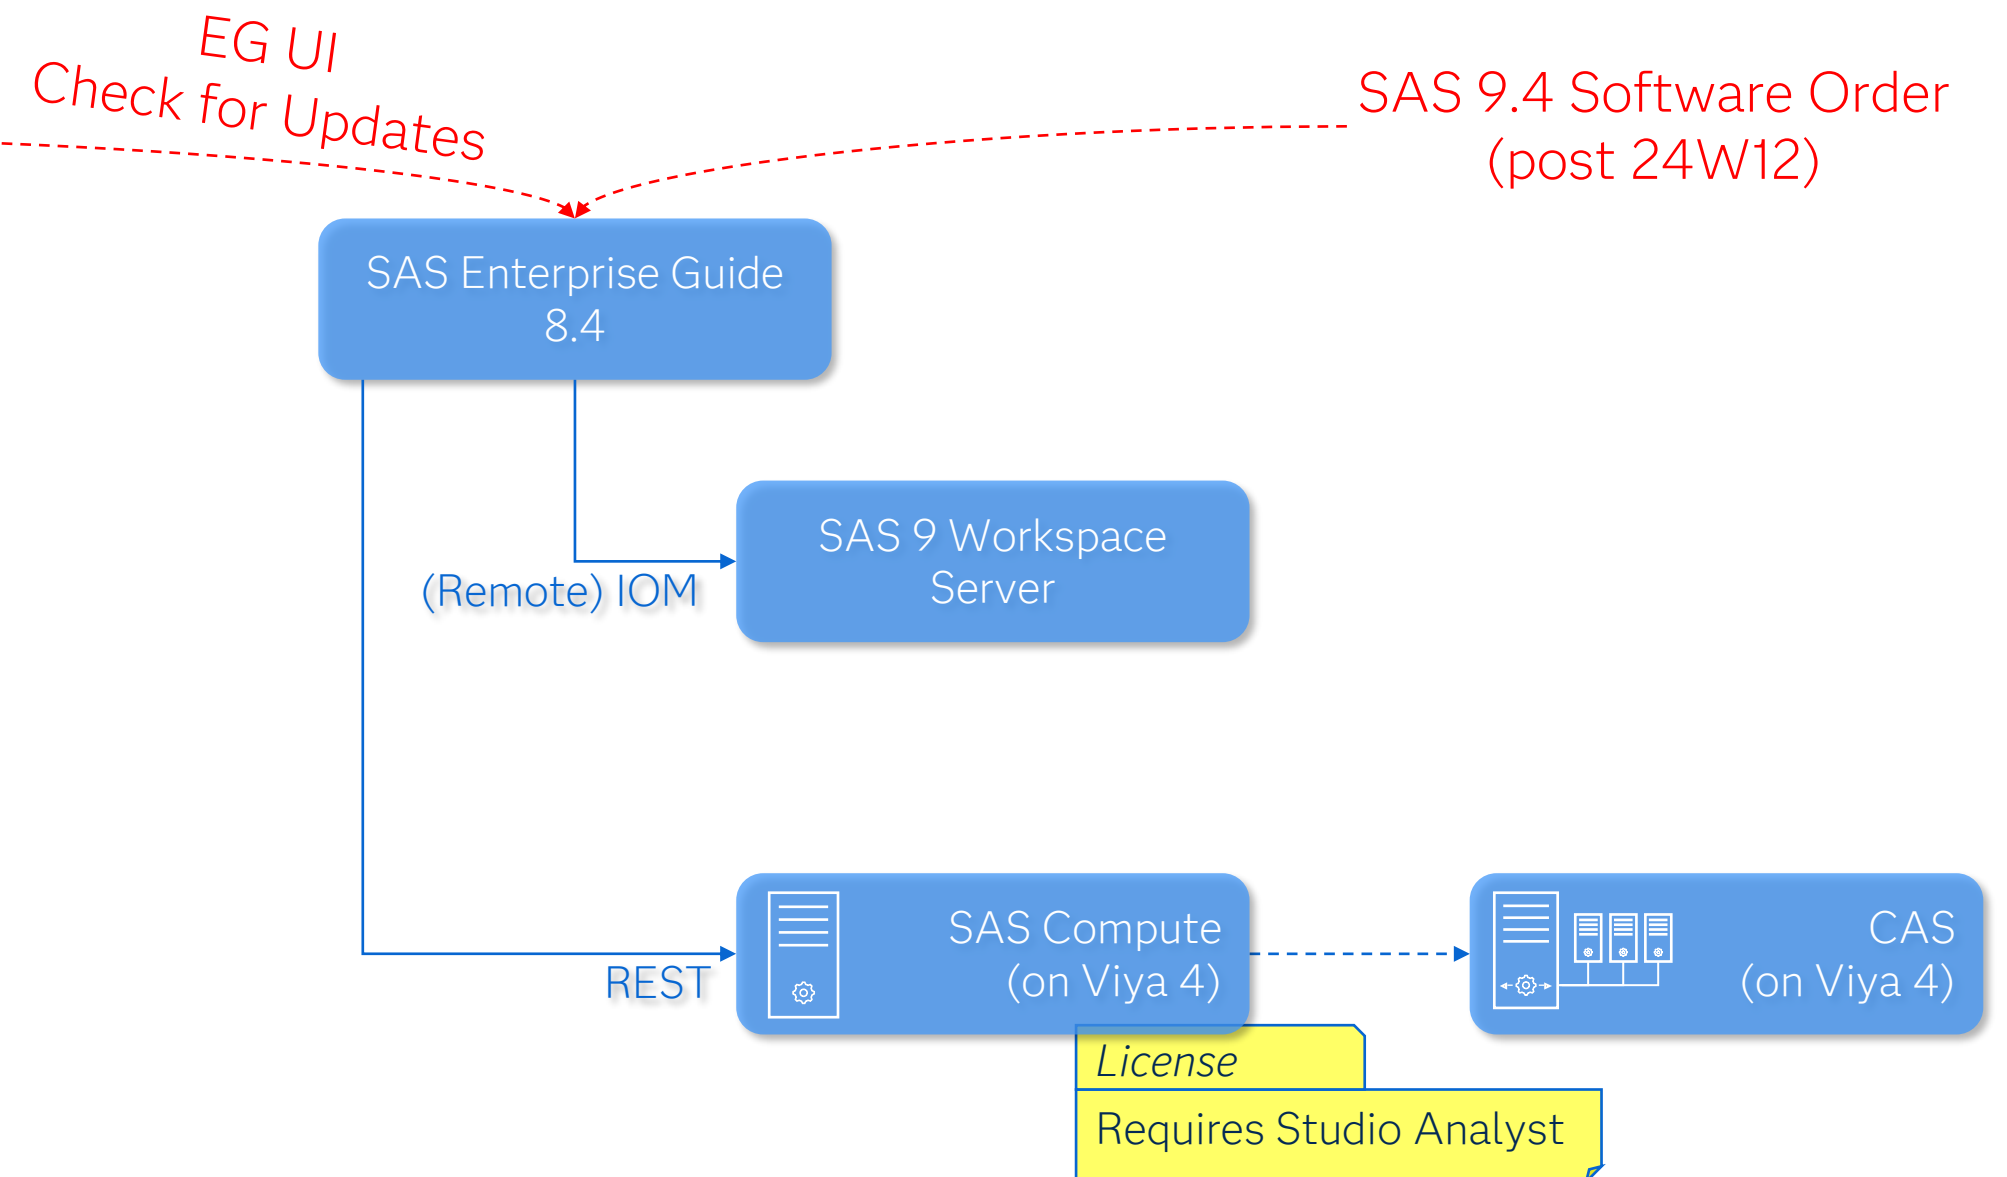 EG UI
Check for Updates
SAS 9.4 Software Order
(post 24W12)
SAS Enterprise Guide
8.4
SAS 9 Workspace
Server
(Remote) IOM
SAS Compute
(on Viya 4)
REST
CAS
(on Viya 4)
License
Requires Studio Analyst